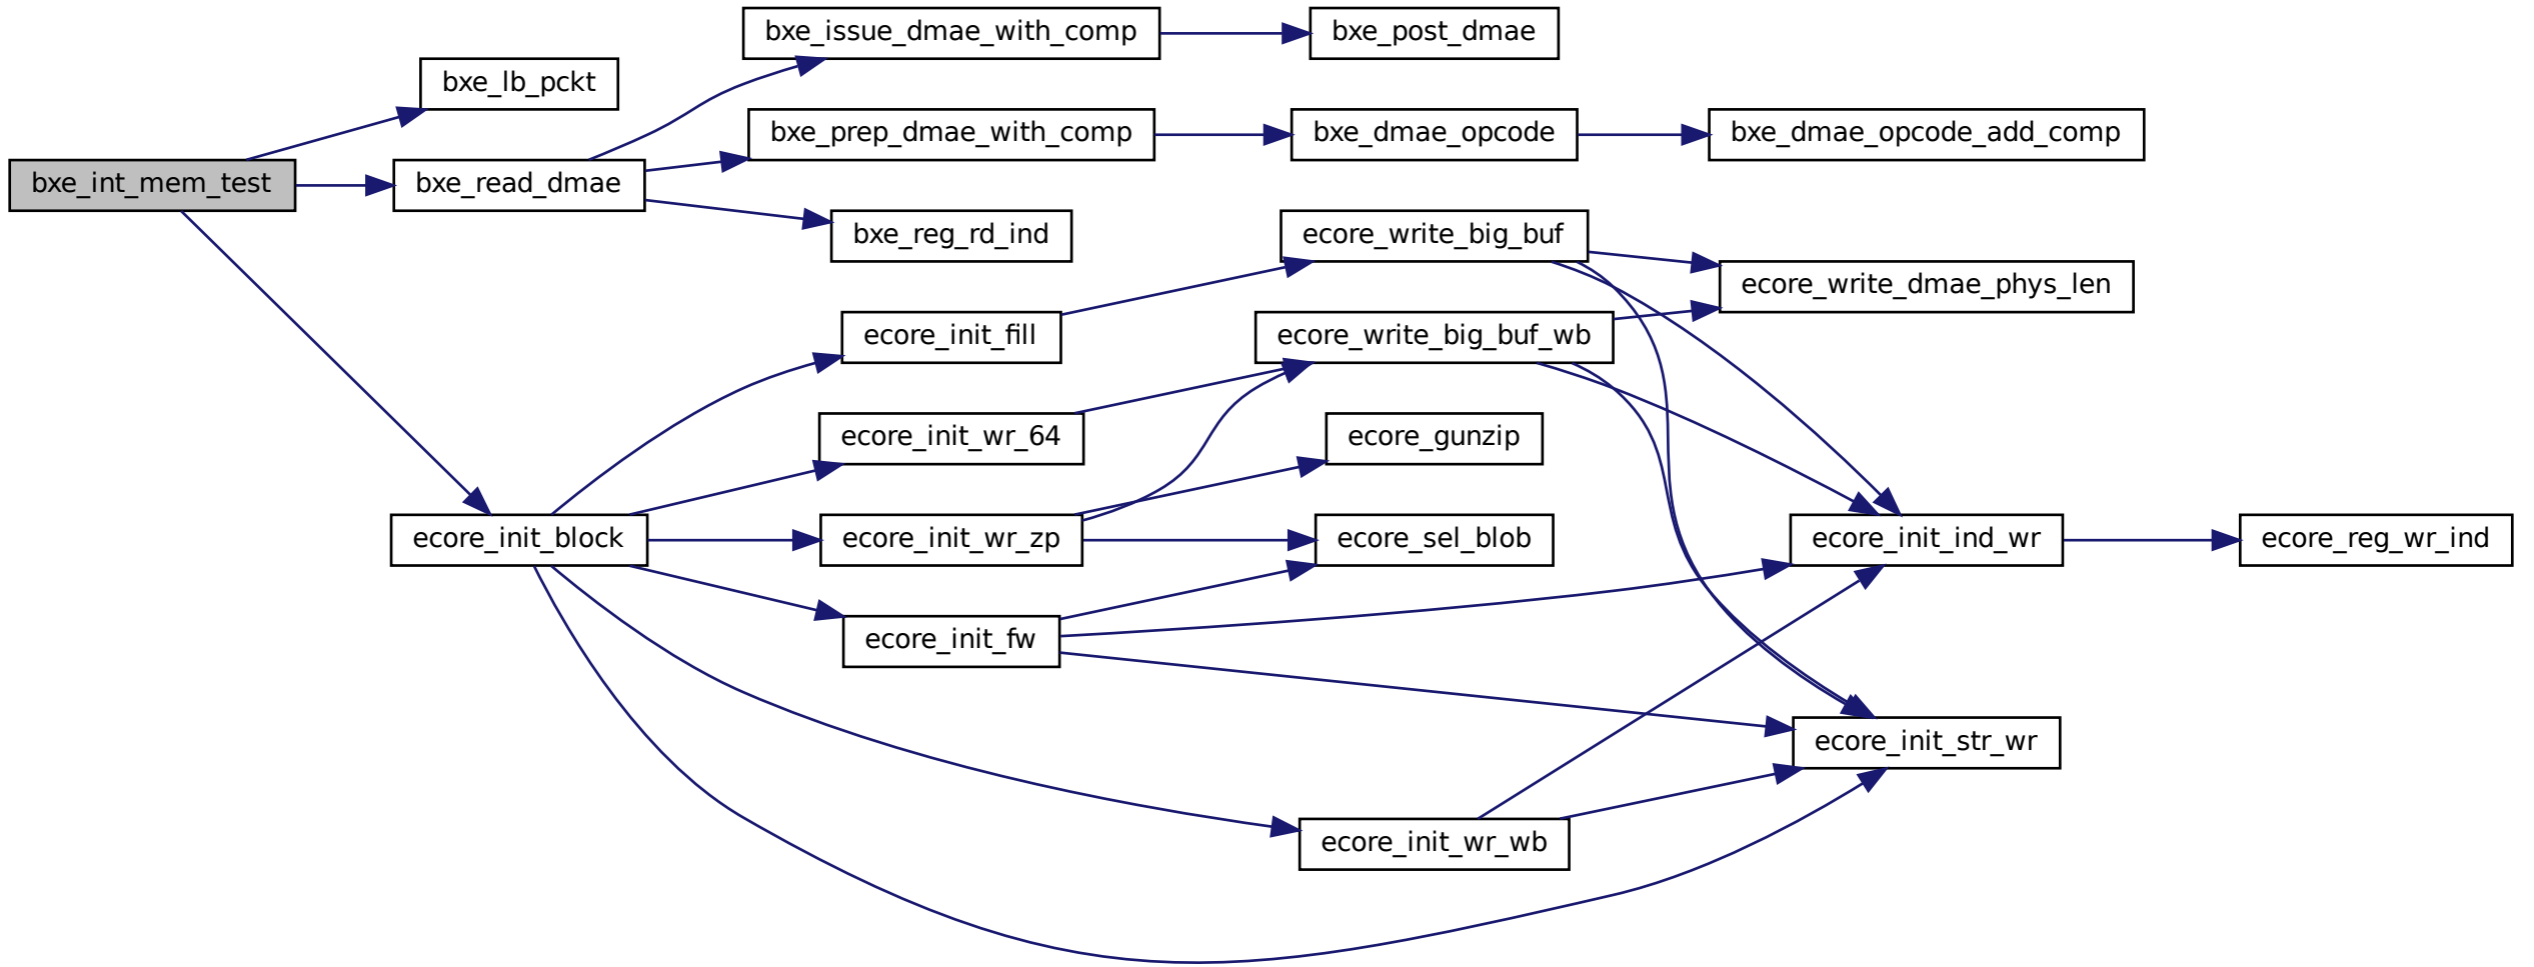 bxe_issue_dmae_with_comp
bxe_post_dmae
bxe_lb_pckt
bxe_prep_dmae_with_comp
bxe_dmae_opcode
bxe_dmae_opcode_add_comp
bxe_int_mem_test
bxe_read_dmae
bxe_reg_rd_ind
ecore_write_big_buf
ecore_write_dmae_phys_len
ecore_init_fill
ecore_write_big_buf_wb
ecore_init_wr_64
ecore_gunzip
ecore_init_block
ecore_init_wr_zp
ecore_sel_blob
ecore_init_ind_wr
ecore_reg_wr_ind
ecore_init_fw
ecore_init_str_wr
ecore_init_wr_wb